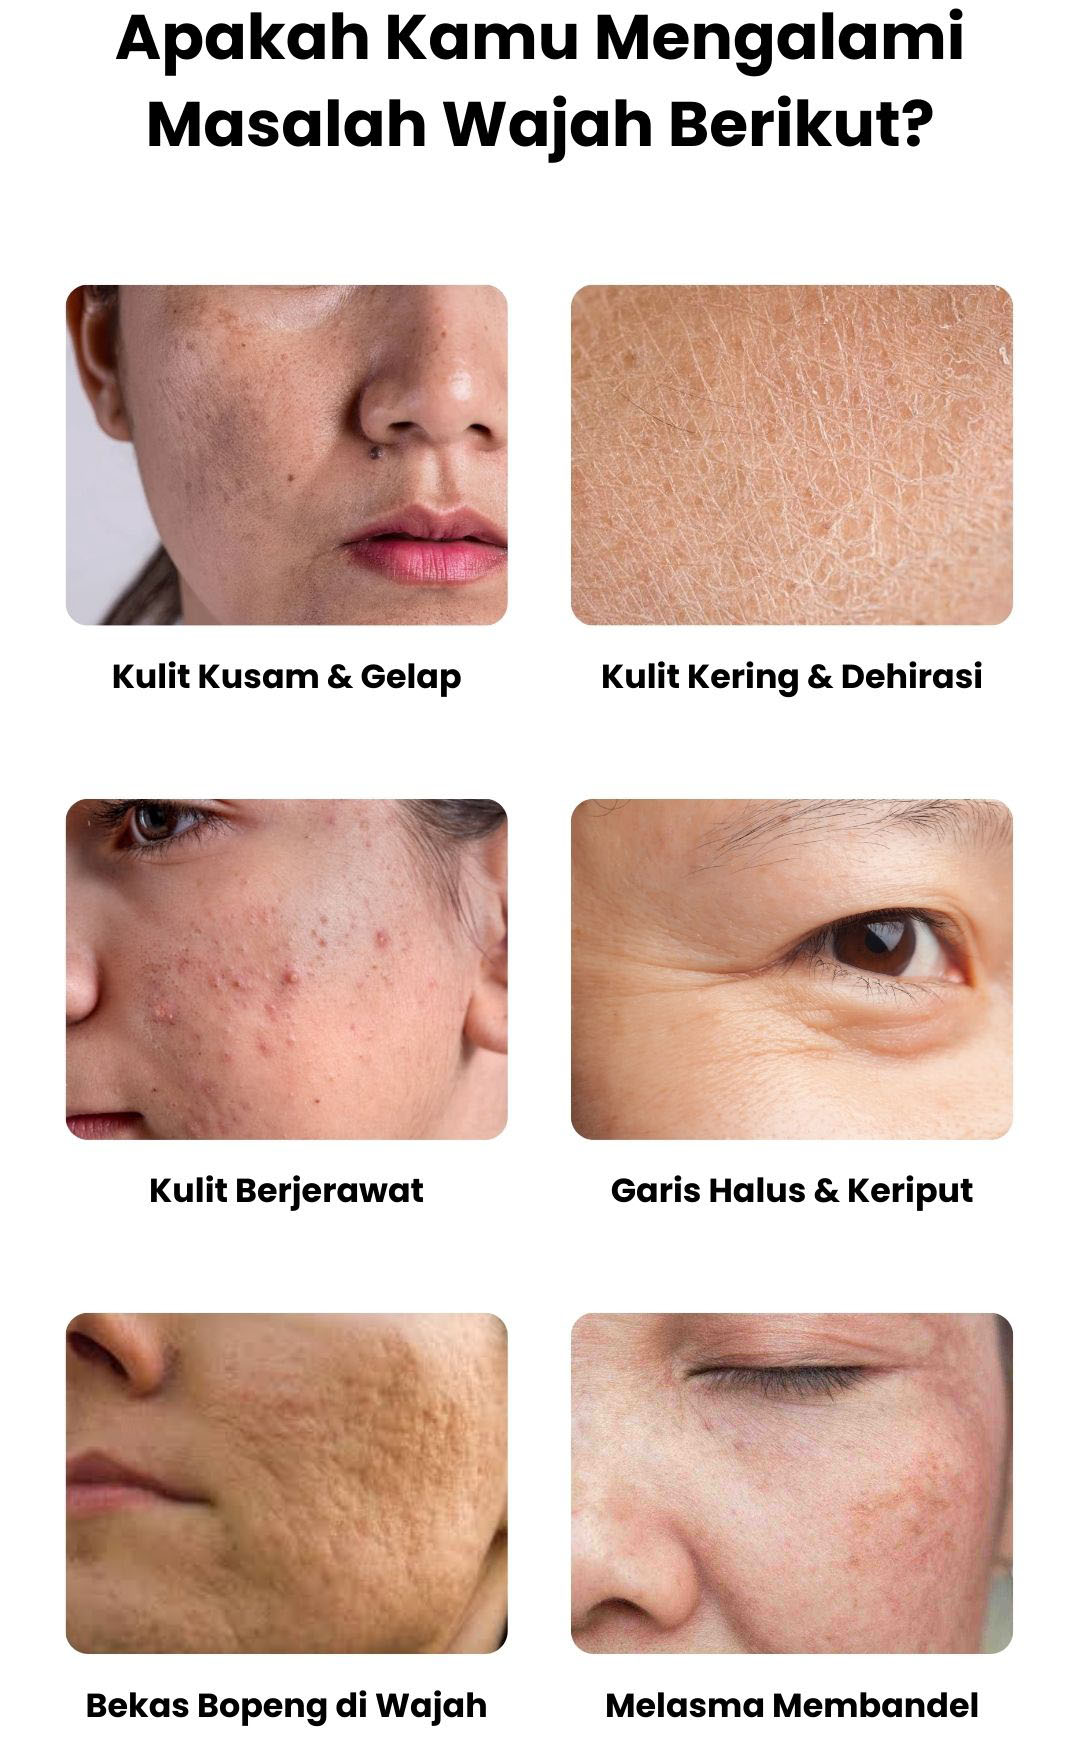 Apakah Kamu Mengalami
Masalah Wajah Berikut?
Kulit Kusam & Gelap
Kulit Kering & Dehirasi
Kulit Berjerawat
Garis Halus & Keriput
Bekas Bopeng di Wajah
Melasma Membandel